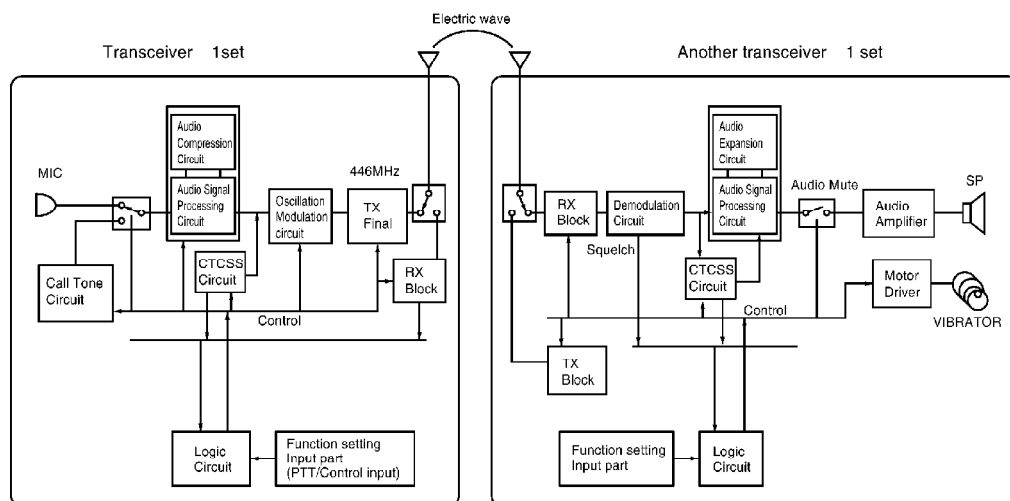 Electric wave
Transceiver 1set
Another transceiver 1 set
Audio
Compression
Circuit
Audio Signal
Processing
Circuit
MIC
446MHz
Oscillation
Modulation
circuit
TX
Final
CTCSS
Circuit
RX
Block
Call Tone
Circuit
Control
Logic
Circuit
Function setting
Input part
(PTT/Control input)
Audio
Expansion
Circuit
Audio Signal
Processing
Circuit
RX
Block
Demodulation
Circuit
Audio Mute
Audio
Amplifier
SP
Squelch
CTCSS
Circuit
Motor
Driver
Control
VIBRATOR
TX
Block
Function setting
Input part
Logic
Circuit